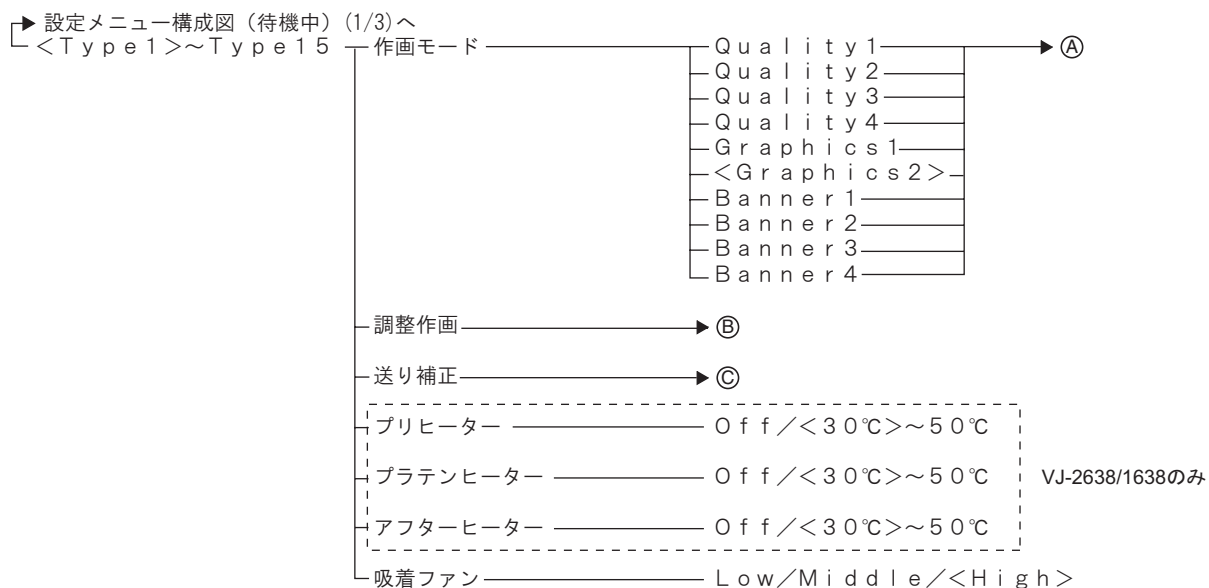 設定メニュー構成図（待機中）(1/3)へ
＜Ｔｙｐｅ１＞～Ｔｙｐｅ１５ 作画モード Ｑｕａｌｉｔｙ１ Ⓐ
Ｑｕａｌｉｔｙ２
Ｑｕａｌｉｔｙ３
Ｑｕａｌｉｔｙ４
Ｇｒａｐｈｉｃｓ１
＜Ｇｒａｐｈｉｃｓ２＞
Ｂａｎｎｅｒ１
Ｂａｎｎｅｒ２
Ｂａｎｎｅｒ３
Ｂａｎｎｅｒ４
調整作画 Ⓑ
送り補正 Ⓒ
プリヒーター Ｏｆｆ／＜３０℃＞～５０℃
プラテンヒーター Ｏｆｆ／＜３０℃＞～５０℃ VJ-2638/1638のみ
アフターヒーター Ｏｆｆ／＜３０℃＞～５０℃
吸着ファン Ｌｏｗ／Ｍｉｄｄｌｅ／＜Ｈｉｇｈ＞